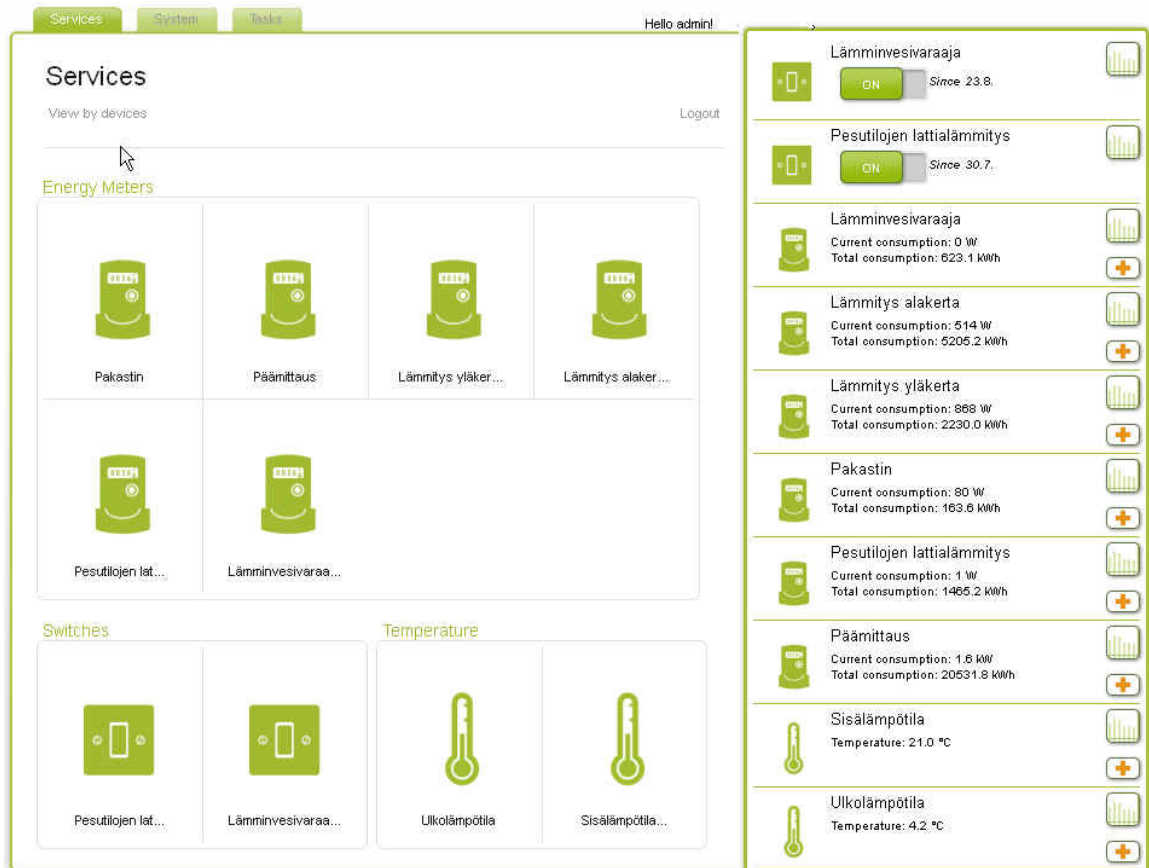 Services System Tasks
Hello admin!
Services
View by devices Logout
Energy Meters
Pakastin
Päämittaus
Lämmitys yläker...
Lämmitys alaker...
Pesutilojen lat...
Lämminvesivaraa...
Switches
Pesutilojen lat...
Lämminvesivaraa...
Temperature
Ulkolämpötila
Sisälämpötila...
Lämminvesivaraaja
ON Since 23.8.
Pesutilojen lattialämmitys
ON Since 30.7.
Lämminvesivaraaja
Current consumption: 0 W
Total consumption: 623.1 kWh
Lämmitys alakerta
Current consumption: 514 W
Total consumption: 5205.2 kWh
Lämmitys yläkerta
Current consumption: 868 W
Total consumption: 2230.0 kWh
Pakastin
Current consumption: 80 W
Total consumption: 163.6 kWh
Pesutilojen lattialämmitys
Current consumption: 1 W
Total consumption: 1465.2 kWh
Päämittaus
Current consumption: 1.6 kW
Total consumption: 20531.8 kWh
Sisälämpötila
Temperature: 21.0 °C
Ulkolämpötila
Temperature: 4.2 °C